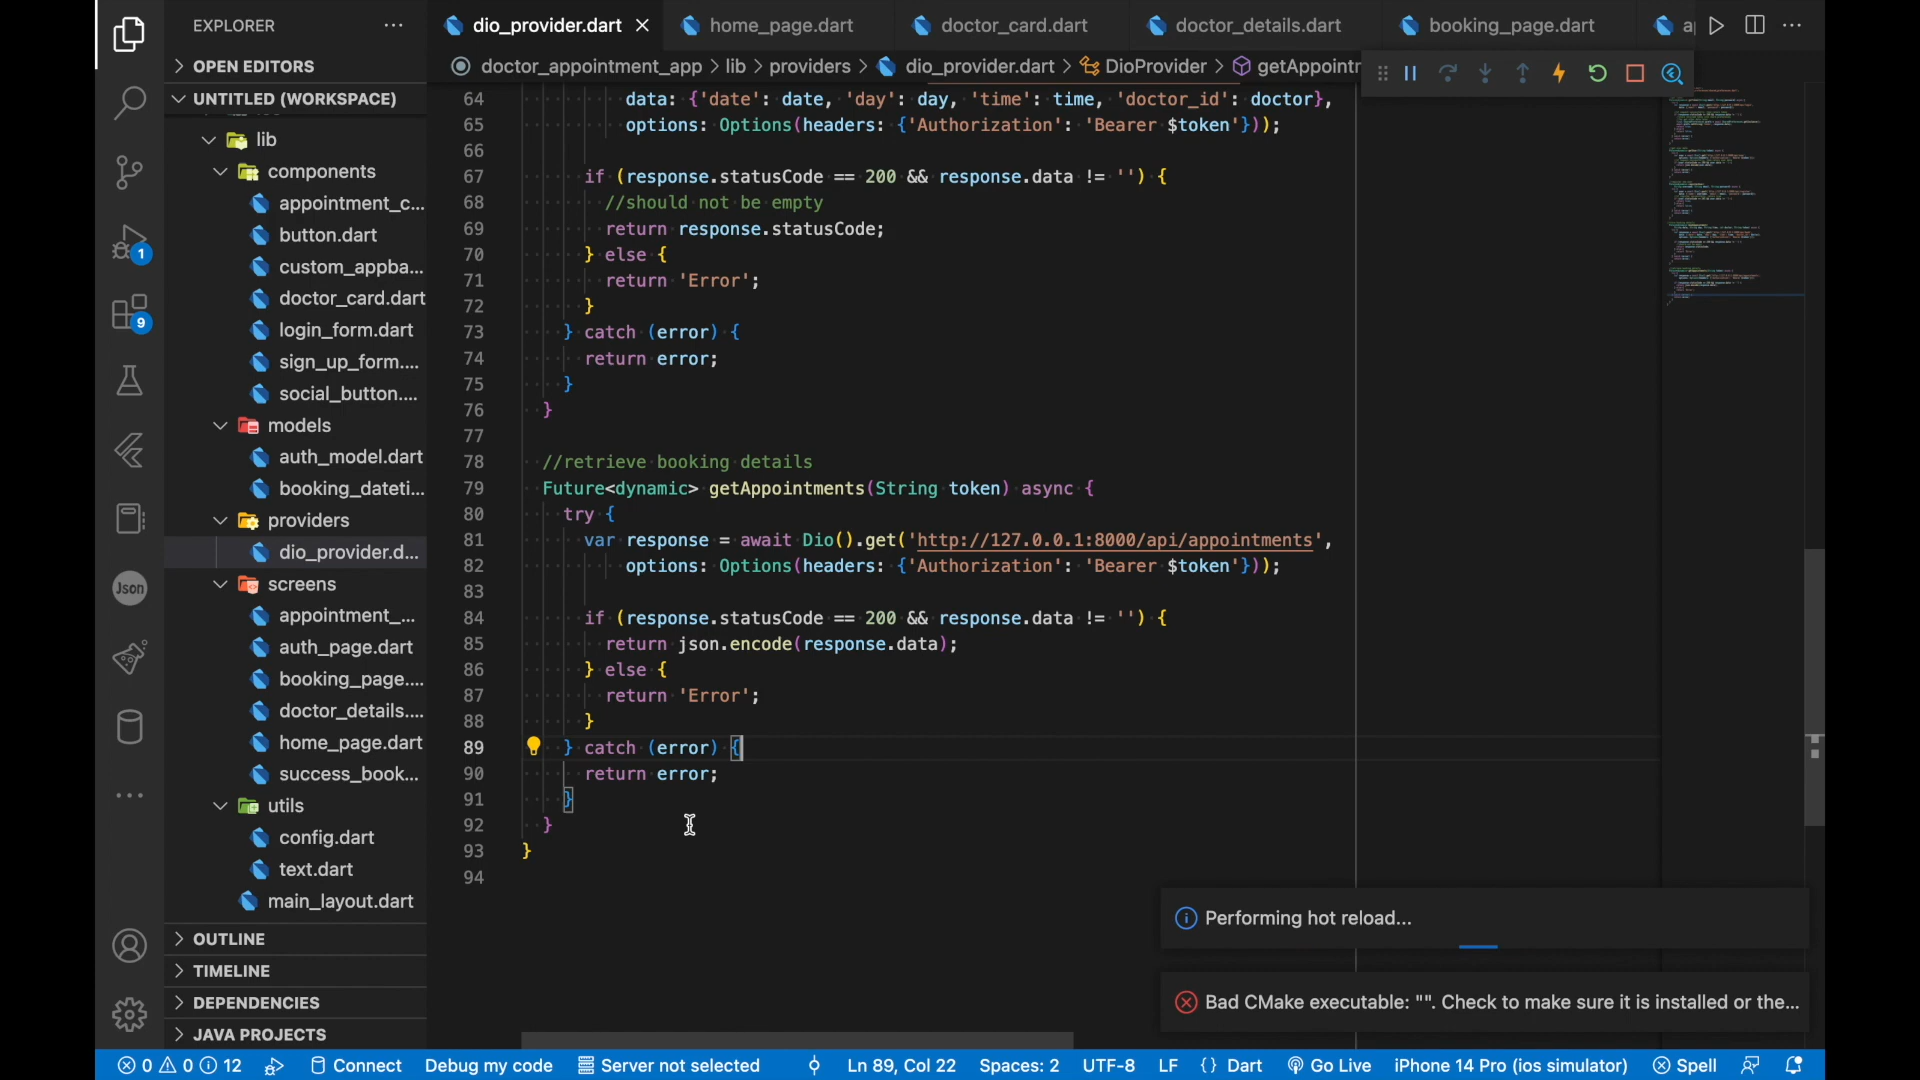 EXPLORER
OPEN EDITORS
UNTITLED (WORKSPACE)
lib
components
appointment_c...
button.dart
custom_appba...
doctor_card.dart
login_form.dart
sign_up_form....
social_button....
models
auth_model.dart
booking_dateti...
providers
dio_provider.d...
screens
appointment_...
auth_page.dart
booking_page....
doctor_details....
home_page.dart
success_book...
utils
config.dart
text.dart
main_layout.dart
OUTLINE
TIMELINE
DEPENDENCIES
JAVA PROJECTS
1
9
Json
dio_provider.dart home_page.dart doctor_card.dart doctor_details.dart booking_page.dart a
doctor_appointment_app > lib > providers > dio_provider.dart > DioProvider > getAppointr
64 data: {'date': date, 'day': day, 'time': time, 'doctor_id': doctor},
65 options: Options(headers: {'Authorization': 'Bearer $token'}));
66
67 if (response.statusCode == 200 && response.data != '') {
68 //should not be empty
69 return response.statusCode;
70 } else {
71 return 'Error';
72 }
73 } catch (error) {
74 return error;
75 }
76 }
77
78 //retrieve booking details
79 Future<dynamic> getAppointments(String token) async {
80 try {
81 var response = await Dio().get('http://127.0.0.1:8000/api/appointments',
82 options: Options(headers: {'Authorization': 'Bearer $token'}));
83
84 if (response.statusCode == 200 && response.data != '') {
85 return json.encode(response.data);
86 } else {
87 return 'Error';
88 }
89 } catch (error) {
90 return error;
91 }
92 }
93 }
94
Performing hot reload...
Bad CMake executable: "". Check to make sure it is installed or the...
0 0 12 Connect Debug my code Server not selected Ln 89, Col 22 Spaces: 2 UTF-8 LF {} Dart Go Live iPhone 14 Pro (ios simulator) Spell